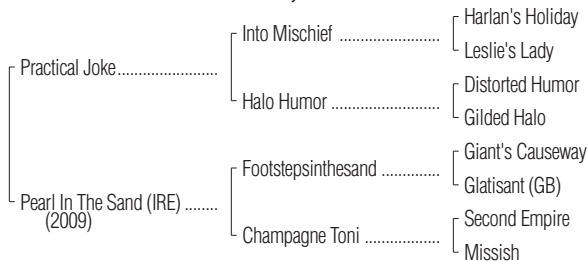 Harlan's Holiday
Into Mischief ....................
Leslie's Lady
Practical Joke........................
Distorted Humor
Halo Humor ......................
Gilded Halo
Giant's Causeway
Footstepsinthesand ...........
Glatisant (GB)
Pearl In The Sand (IRE) ........
(2009)
Second Empire
Champagne Toni ...............
Missish